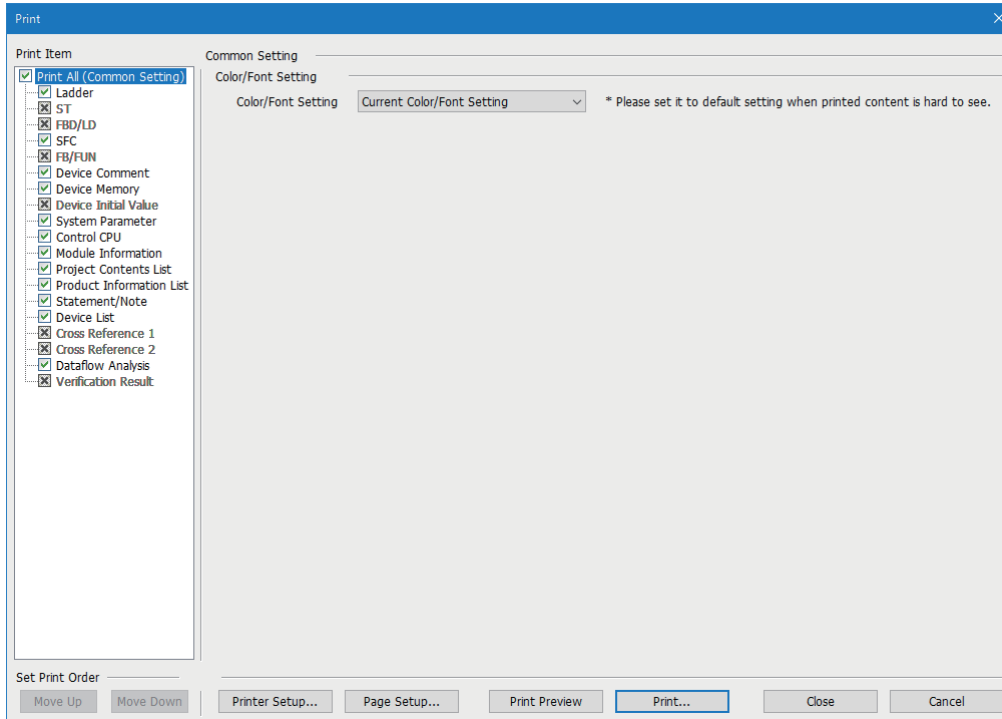 Print
Print Item
Print All (Common Setting)
Ladder
ST
FBD/LD
SFC
FB/FUN
Device Comment
Device Memory
Device Initial Value
System Parameter
Control CPU
Module Information
Project Contents List
Product Information List
Statement/Note
Device List
Cross Reference 1
Cross Reference 2
Dataflow Analysis
Verification Result
Common Setting
Color/Font Setting
Color/Font Setting Current Color/Font Setting * Please set it to default setting when printed content is hard to see.
Set Print Order
Move Up Move Down Printer Setup... Page Setup... Print Preview Print... Close Cancel